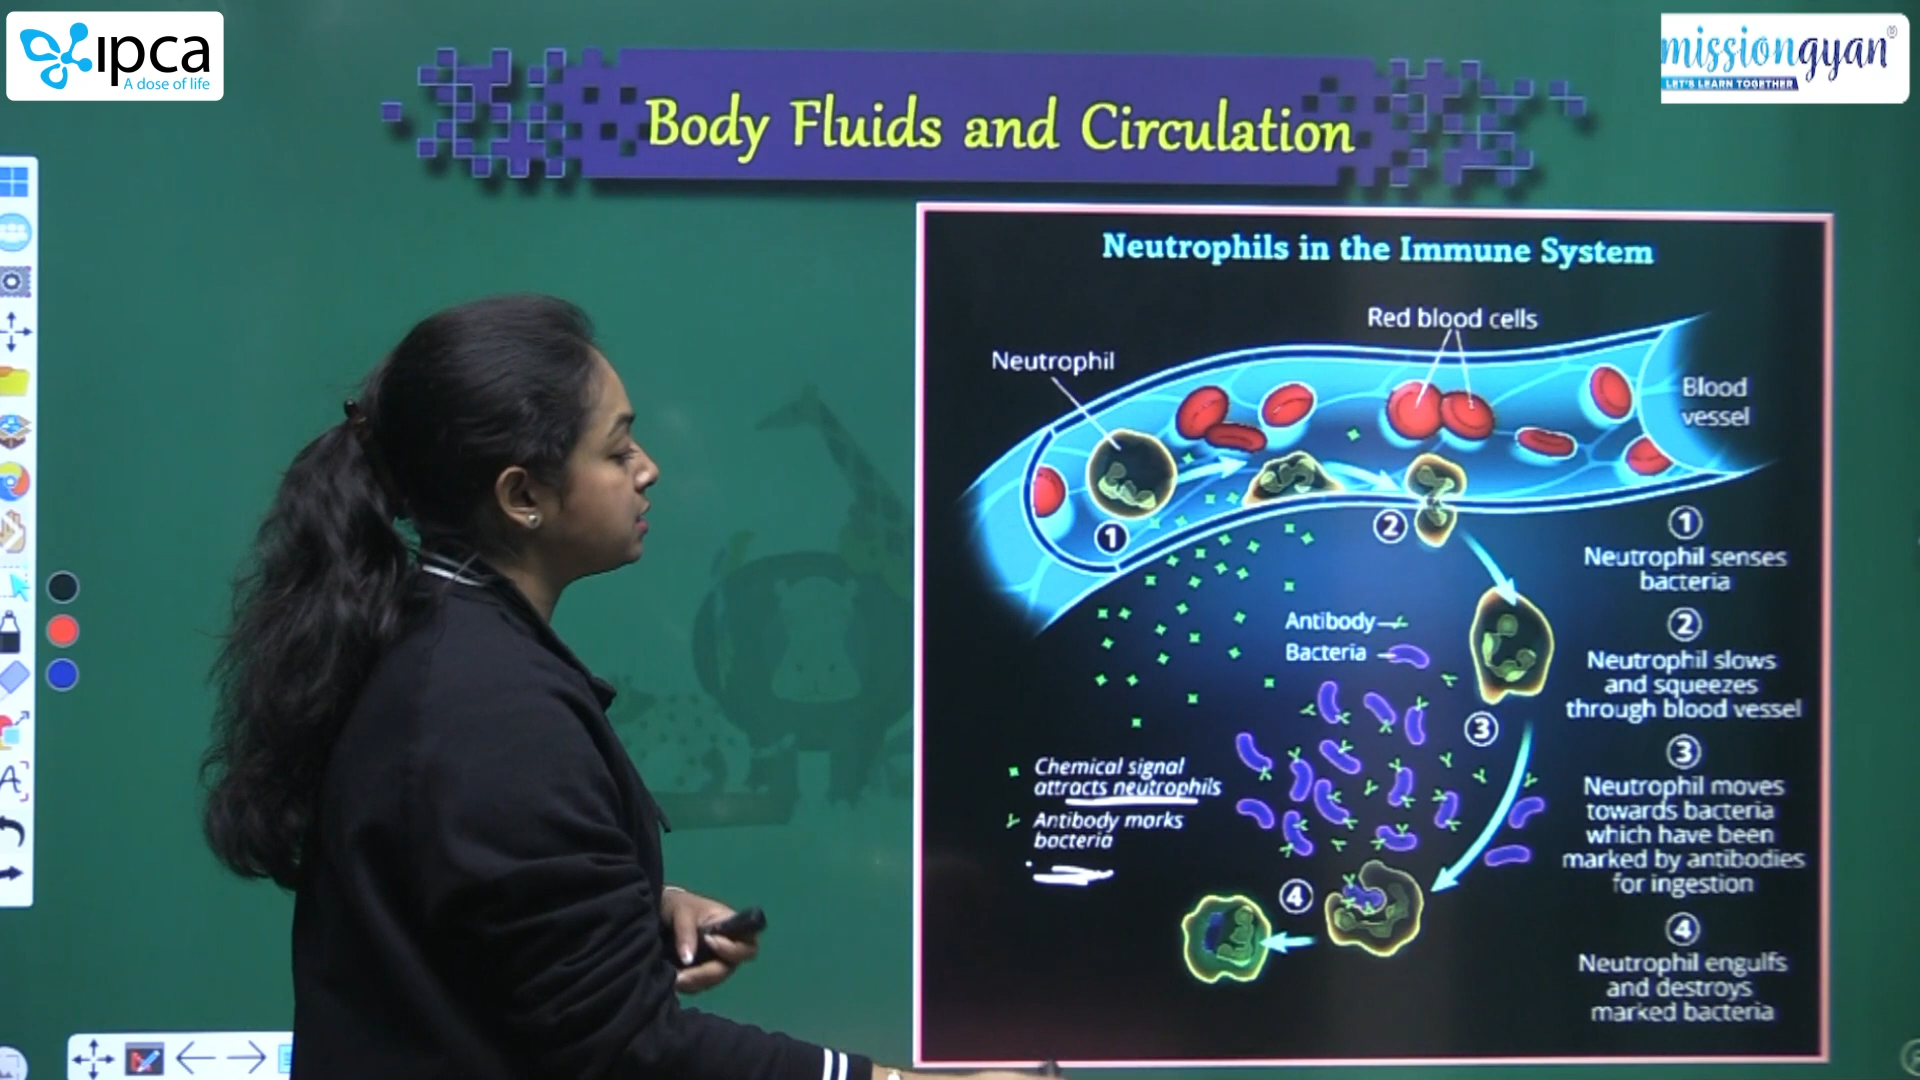 ipca
A dose of life
missiongyan®
LET'S LEARN TOGETHER
Body Fluids and Circulation
Neutrophils in the Immune System
Red blood cells
Neutrophil
Blood
vessel
1
2
Antibody
Bacteria
3
4
Chemical signal
attracts neutrophils
Antibody marks
bacteria
1
Neutrophil senses
bacteria
2
Neutrophil slows
and squeezes
through blood vessel
3
Neutrophil moves
towards bacteria
which have been
marked by antibodies
for ingestion
4
Neutrophil engulfs
and destroys
marked bacteria